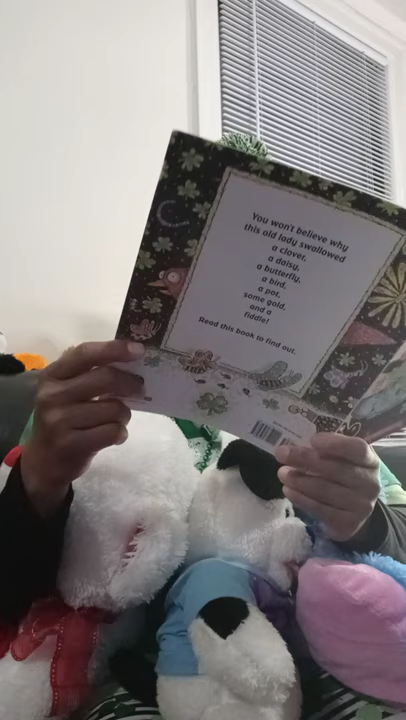 You won't believe why
this old lady swallowed
a clover,
a daisy,
a butterfly,
a bird,
a pot,
some gold,
and a
fiddle!
Read this book to find out.